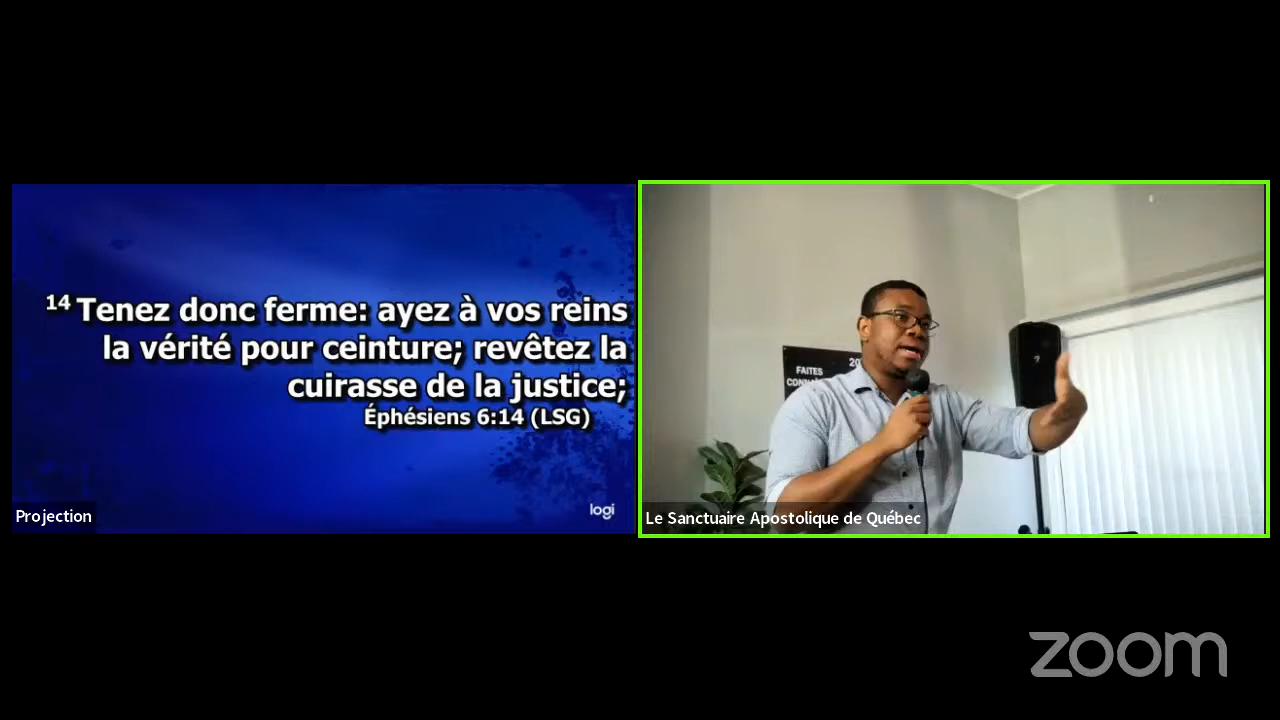 14 Tenez donc ferme: ayez à vos reins
la vérité pour ceinture; revêtez la
cuirasse de la justice;
Éphésiens 6:14 (LSG)
logi
Projection
FAITES
Le Sanctuaire Apostolique de Québec
zoom